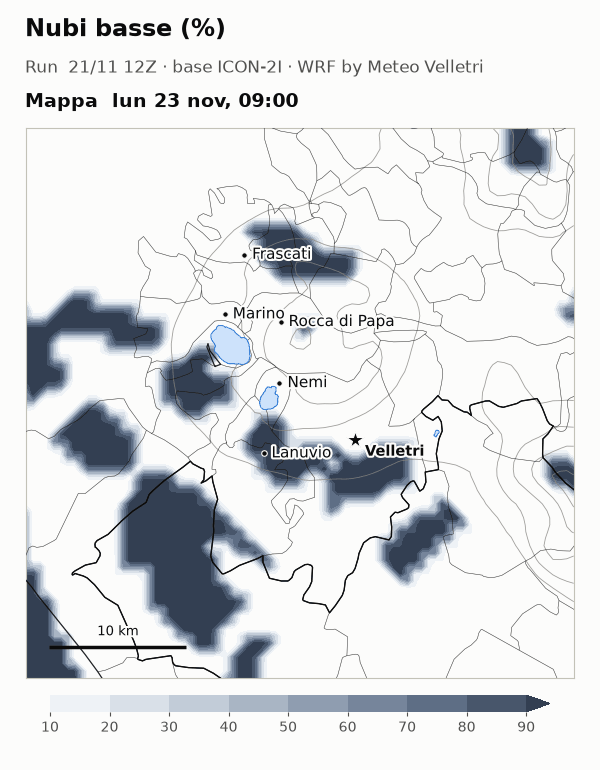 Nubi basse (%)
Run  21/11 12Z · base ICON-2I · WRF by Meteo Velletri
Mappa  lun 23 nov, 09:00
Frascati
Marino
Rocca di Papa
Nemi
Velletri
Lanuvio
10 km
10 20 30 40 50 60 70 80 90